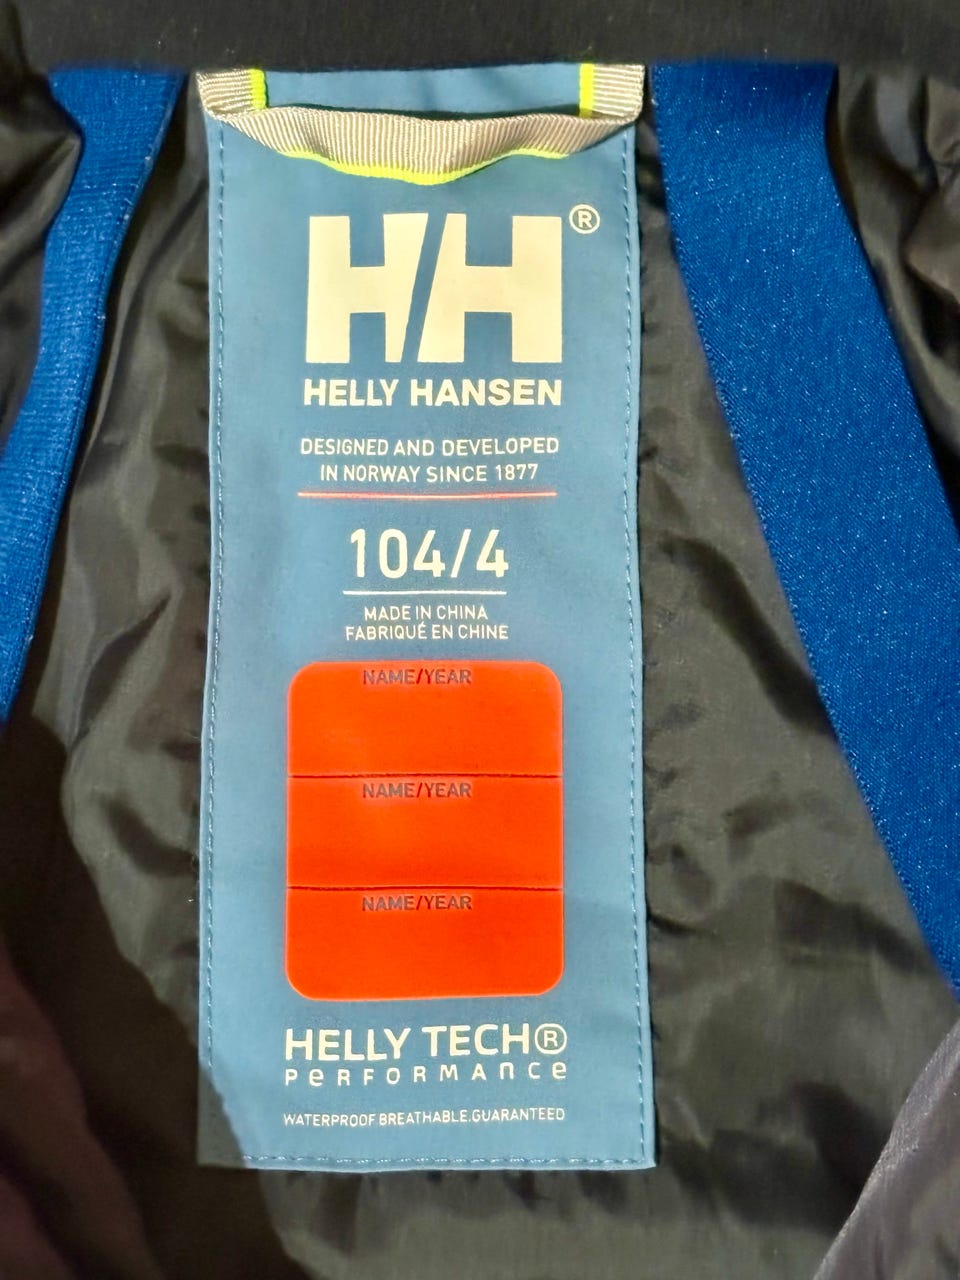 HH®
HELLY HANSEN
DESIGNED AND DEVELOPED
IN NORWAY SINCE 1877
104/4
MADE IN CHINA
FABRIQUÉ EN CHINE
NAME/YEAR
NAME/YEAR
NAME/YEAR
HELLY TECH®
PERFORMANCE
WATERPROOF BREATHABLE.GUARANTEED